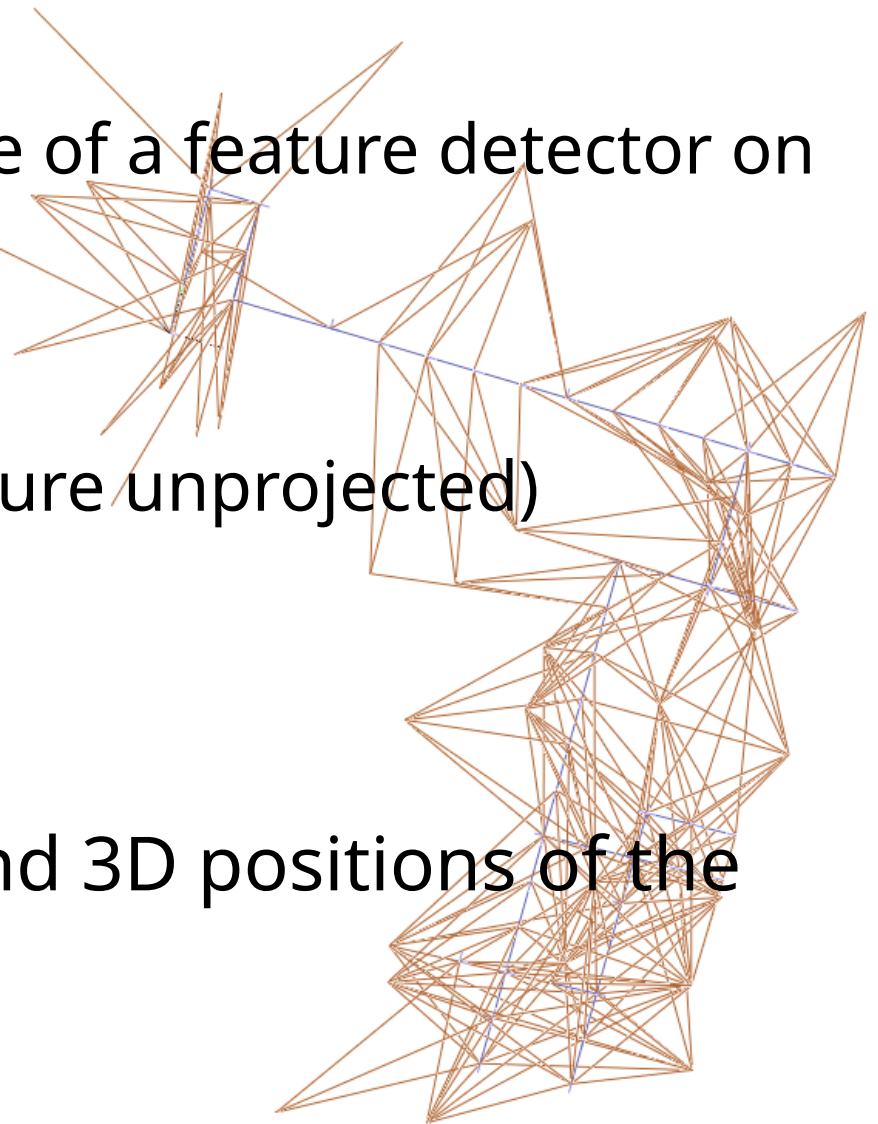 e of a feature detector on
ure unprojected)
nd 3D positions of the